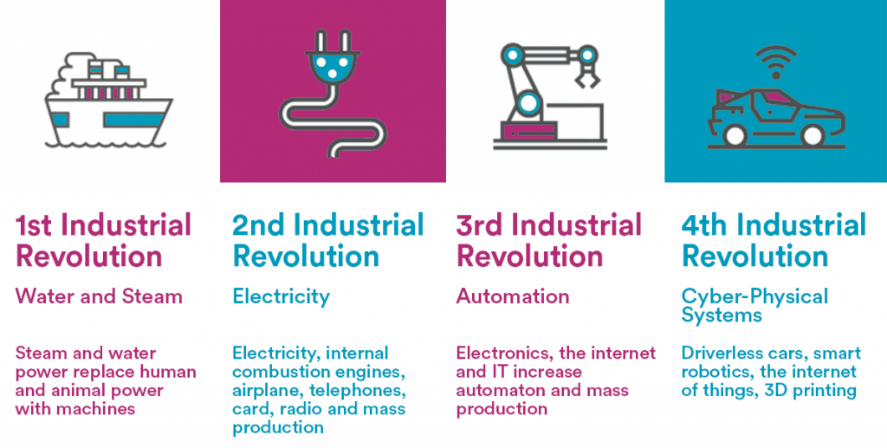 1st Industrial
Revolution
Water and Steam
Steam and water
power replace human
and animal power
with machines
2nd Industrial
Revolution
Electricity
Electricity, internal
combustion engines,
airplane, telephones,
card, radio and mass
production
3rd Industrial
Revolution
Automation
Electronics, the internet
and IT increase
automaton and mass
production
4th Industrial
Revolution
Cyber-Physical
Systems
Driverless cars, smart
robotics, the internet
of things, 3D printing